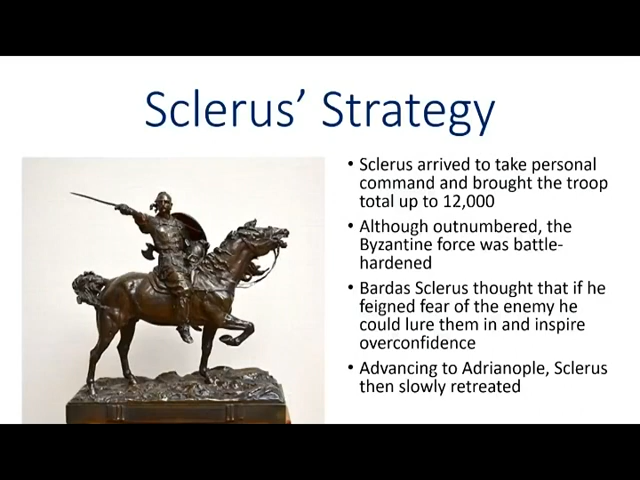 Sclerus’ Strategy
• Sclerus arrived to take personal
command and brought the troop
total up to 12,000
• Although outnumbered, the
Byzantine force was battle-
hardened
• Bardas Sclerus thought that if he
feigned fear of the enemy he
could lure them in and inspire
overconfidence
• Advancing to Adrianople, Sclerus
then slowly retreated